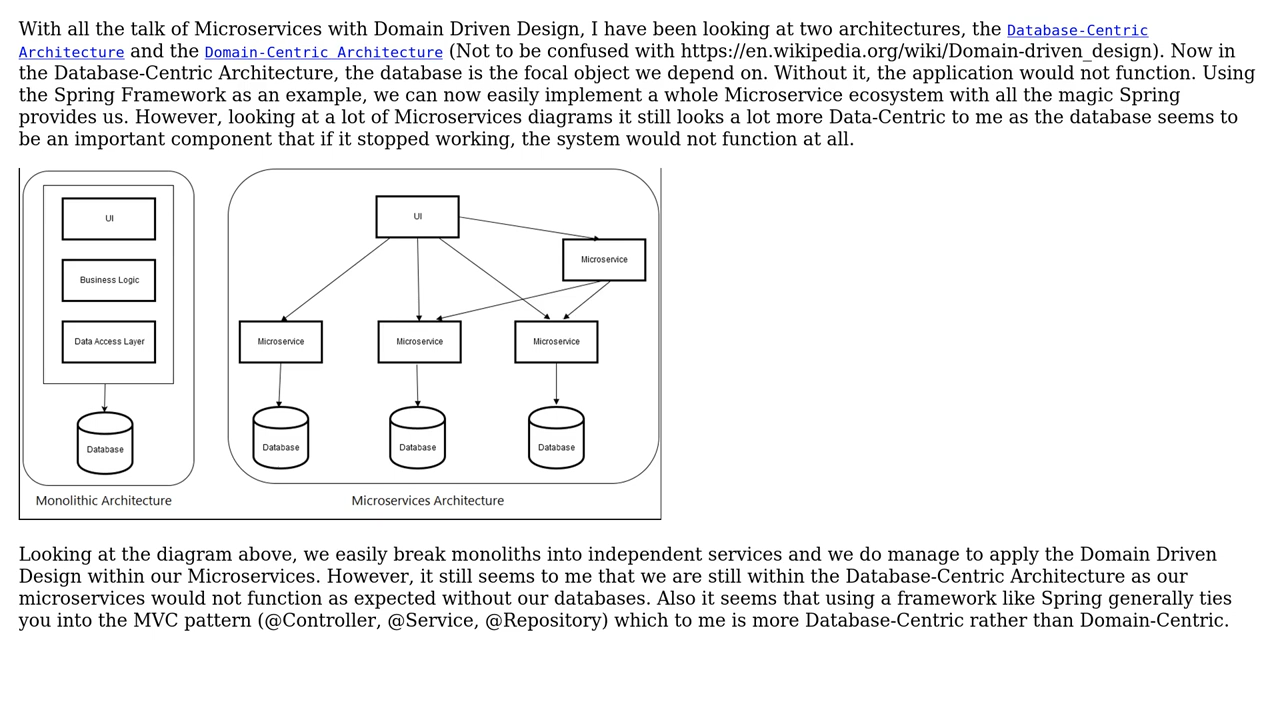 With all the talk of Microservices with Domain Driven Design, I have been looking at two architectures, the Database-Centric
Architecture and the Domain-Centric Architecture (Not to be confused with https://en.wikipedia.org/wiki/Domain-driven_design). Now in
the Database-Centric Architecture, the database is the focal object we depend on. Without it, the application would not function. Using
the Spring Framework as an example, we can now easily implement a whole Microservice ecosystem with all the magic Spring
provides us. However, looking at a lot of Microservices diagrams it still looks a lot more Data-Centric to me as the database seems to
be an important component that if it stopped working, the system would not function at all.
UI
Business Logic
Data Access Layer
Database
Monolithic Architecture
UI
Microservice
Microservice
Microservice
Microservice
Database
Database
Database
Microservices Architecture
Looking at the diagram above, we easily break monoliths into independent services and we do manage to apply the Domain Driven
Design within our Microservices. However, it still seems to me that we are still within the Database-Centric Architecture as our
microservices would not function as expected without our databases. Also it seems that using a framework like Spring generally ties
you into the MVC pattern (@Controller, @Service, @Repository) which to me is more Database-Centric rather than Domain-Centric.